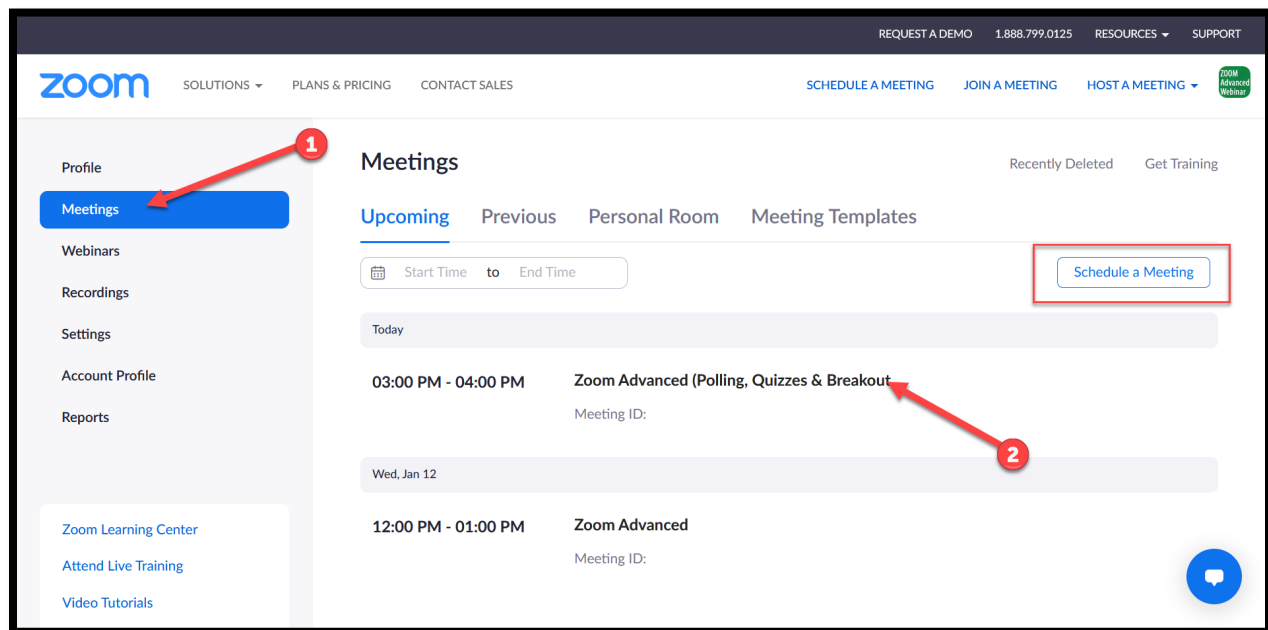 REQUEST A DEMO 1.888.799.0125 RESOURCES SUPPORT
zoom SOLUTIONS PLANS & PRICING CONTACT SALES SCHEDULE A MEETING JOIN A MEETING HOST A MEETING
ZOOM
Advanced
Webinar
1
Profile
Meetings
Webinars
Recordings
Settings
Account Profile
Reports
Zoom Learning Center
Attend Live Training
Video Tutorials
Meetings
Recently Deleted Get Training
Upcoming Previous Personal Room Meeting Templates
Start Time to End Time
Schedule a Meeting
Today
03:00 PM - 04:00 PM Zoom Advanced (Polling, Quizzes & Breakout
Meeting ID:
2
Wed, Jan 12
12:00 PM - 01:00 PM Zoom Advanced
Meeting ID: